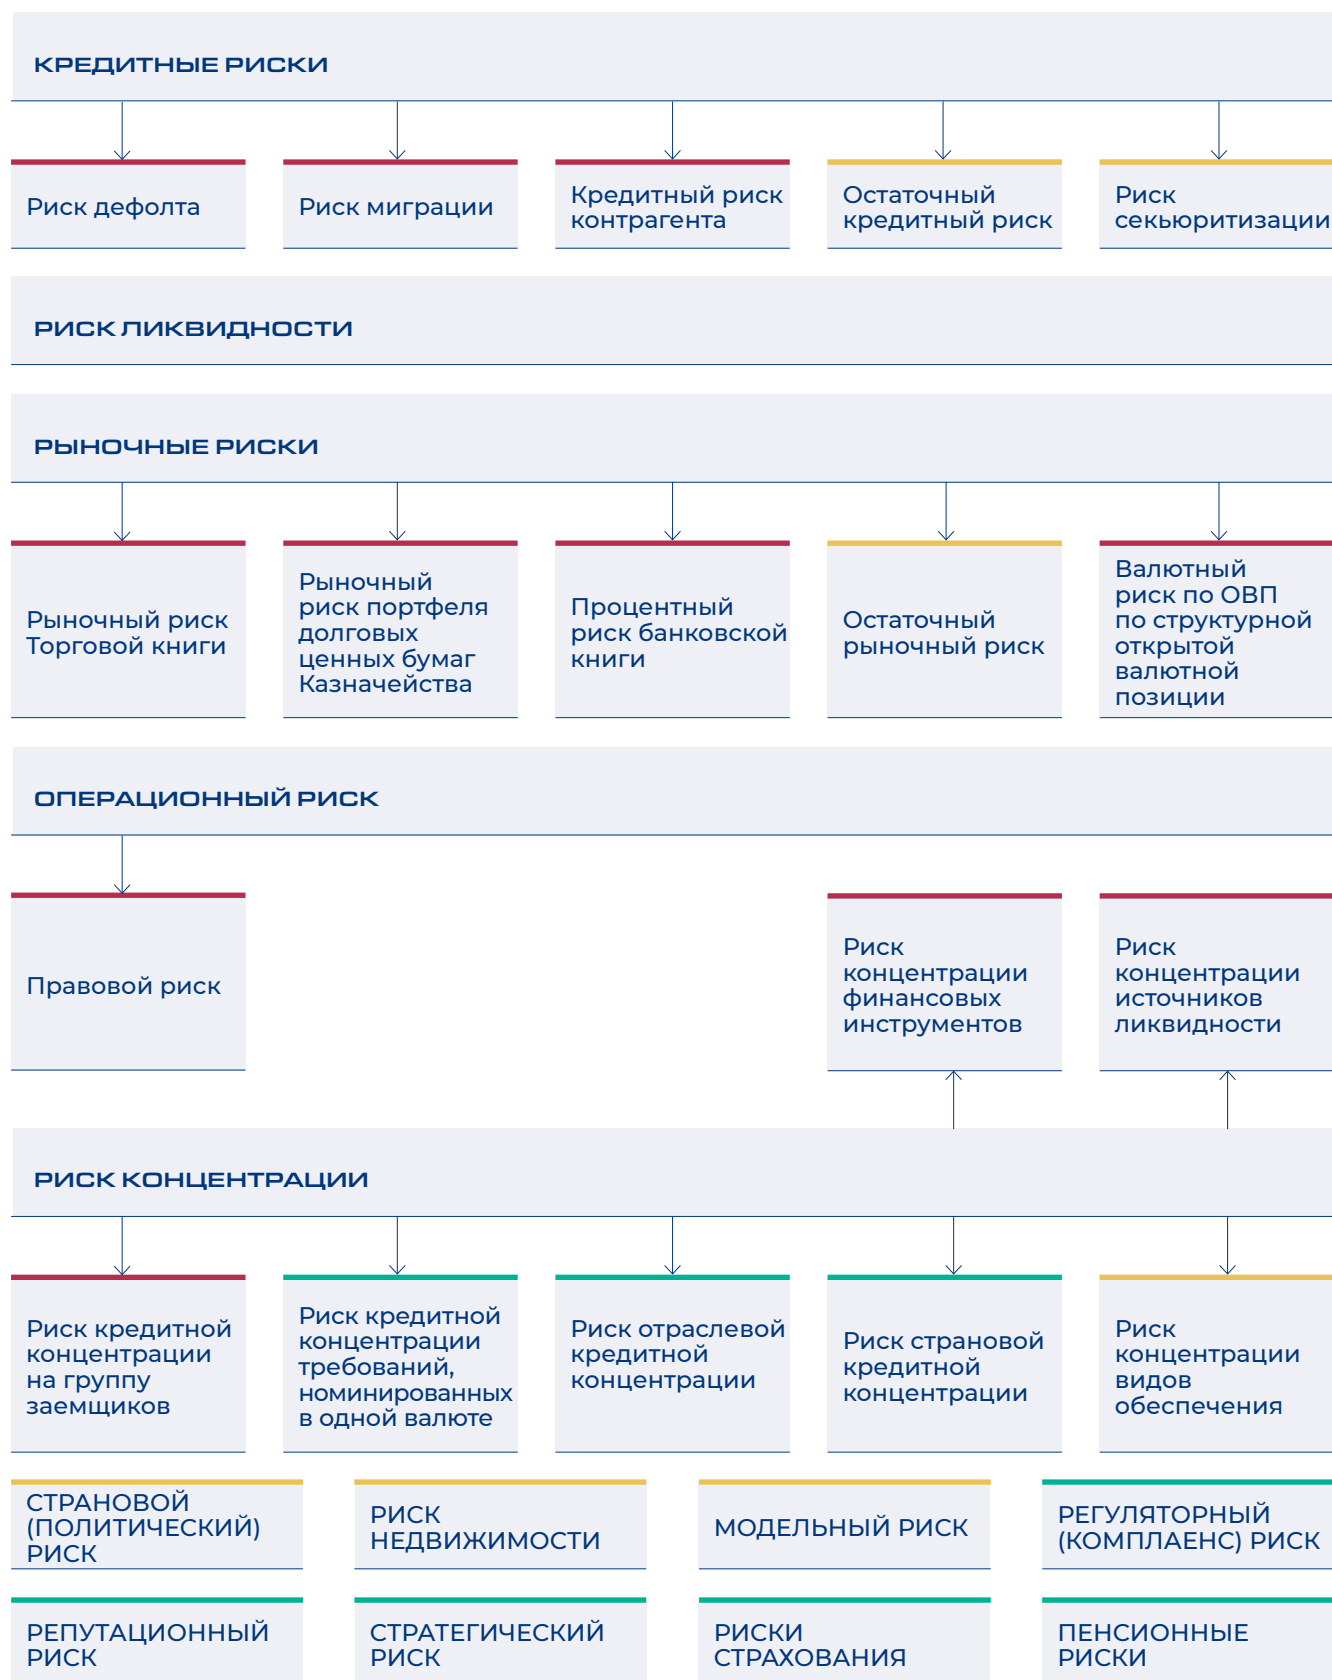 КРЕДИТНЫЕ РИСКИ
Риск дефолта
Риск миграции
Кредитный риск
контрагента
Остаточный
кредитный риск
Риск
секьюритизации
РИСК ЛИКВИДНОСТИ
РЫНОЧНЫЕ РИСКИ
Рыночный риск
Торговой книги
Рыночный
риск портфеля
долговых
ценных бумаг
Казначейства
Процентный
риск банковской
книги
Остаточный
рыночный риск
Валютный
риск по ОВП
по структурной
открытой
валютной
позиции
ОПЕРАЦИОННЫЙ РИСК
Правовой риск
Риск
концентрации
финансовых
инструментов
Риск
концентрации
источников
ликвидности
РИСК КОНЦЕНТРАЦИИ
Риск кредитной
концентрации
на группу
заемщиков
Риск кредитной
концентрации
требований,
номинированных
в одной валюте
Риск отраслевой
кредитной
концентрации
Риск страновой
кредитной
концентрации
Риск
концентрации
видов
обеспечения
СТРАНОВОЙ
(ПОЛИТИЧЕСКИЙ)
РИСК
РИСК
НЕДВИЖИМОСТИ
МОДЕЛЬНЫЙ РИСК
РЕГУЛЯТОРНЫЙ
(КОМПЛАЕНС) РИСК
РЕПУТАЦИОННЫЙ
РИСК
СТРАТЕГИЧЕСКИЙ
РИСК
РИСКИ
СТРАХОВАНИЯ
ПЕНСИОННЫЕ
РИСКИ